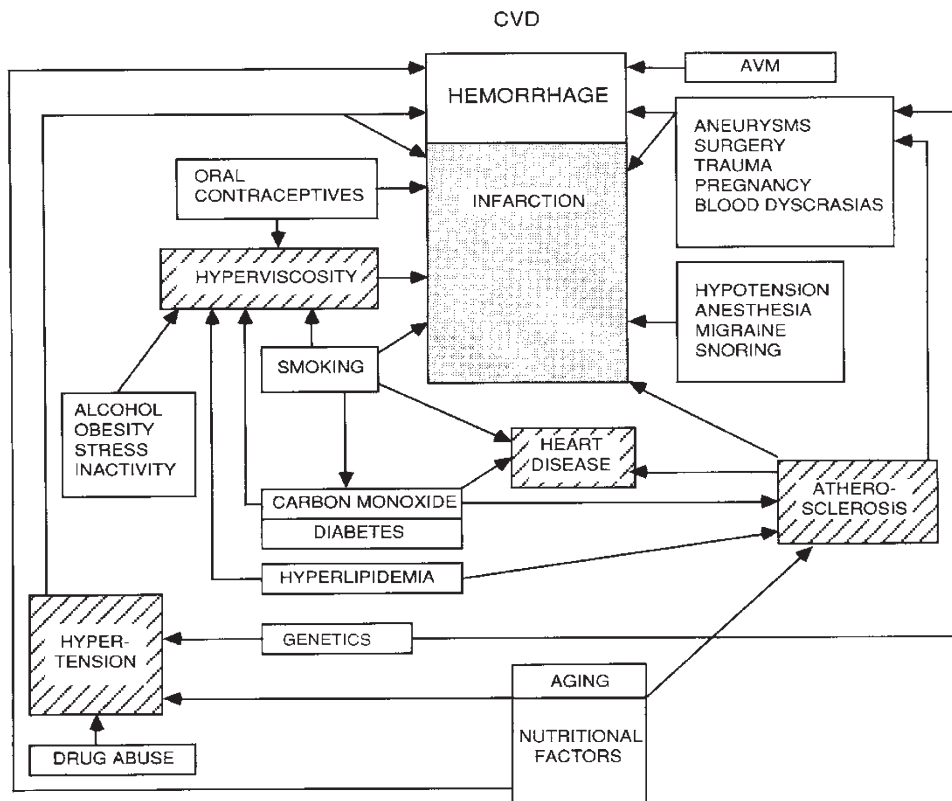 CVD
HEMORRHAGE
AVM
ANEURYSMS
SURGERY
TRAUMA
PREGNANCY
BLOOD DYSCRASIAS
ORAL
CONTRACEPTIVES
INFARCTION
HYPERVISCOSITY
HYPOTENSION
ANESTHESIA
MIGRAINE
SNORING
SMOKING
ALCOHOL
OBESITY
STRESS
INACTIVITY
HEART
DISEASE
ATHERO-
SCLEROSIS
CARBON MONOXIDE
DIABETES
HYPERLIPIDEMIA
HYPER-
TENSION
GENETICS
AGING
NUTRITIONAL
FACTORS
DRUG ABUSE